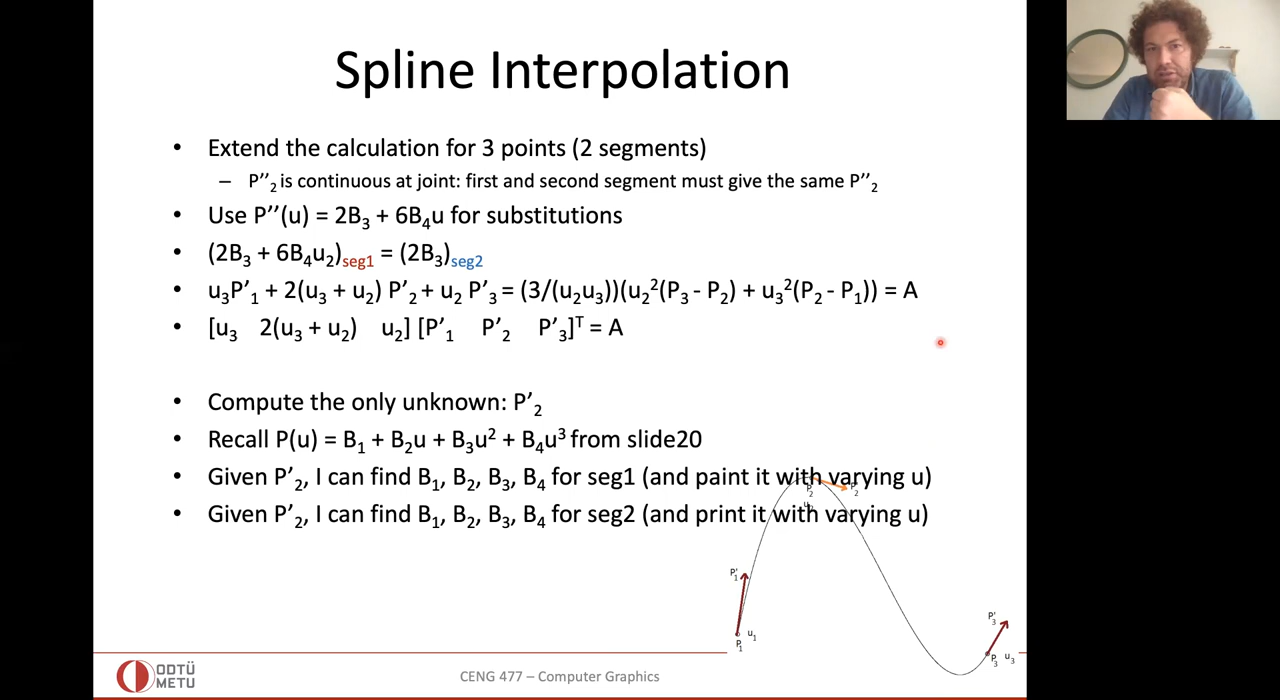 Spline Interpolation
• Extend the calculation for 3 points (2 segments)
– P’’₂ is continuous at joint: first and second segment must give the same P’’₂
• Use P’’(u) = 2B₃ + 6B₄u for substitutions
• (2B₃ + 6B₄u₂)seg1 = (2B₃)seg2
• u₃P’₁ + 2(u₃ + u₂) P’₂ + u₂ P’₃ = (3/(u₂u₃))(u₂²(P₃ - P₂) + u₃²(P₂ - P₁)) = A
• [u₃ 2(u₃ + u₂) u₂] [P’₁ P’₂ P’₃]ᵀ = A
• Compute the only unknown: P’₂
• Recall P(u) = B₁ + B₂u + B₃u² + B₄u³ from slide20
• Given P’₂, I can find B₁, B₂, B₃, B₄ for seg1 (and paint it with varying u)
• Given P’₂, I can find B₁, B₂, B₃, B₄ for seg2 (and print it with varying u)
P₂
P’₁
P₁ u₁
P’₃
P₃ u₃
ODTÜ
METU
CENG 477 – Computer Graphics